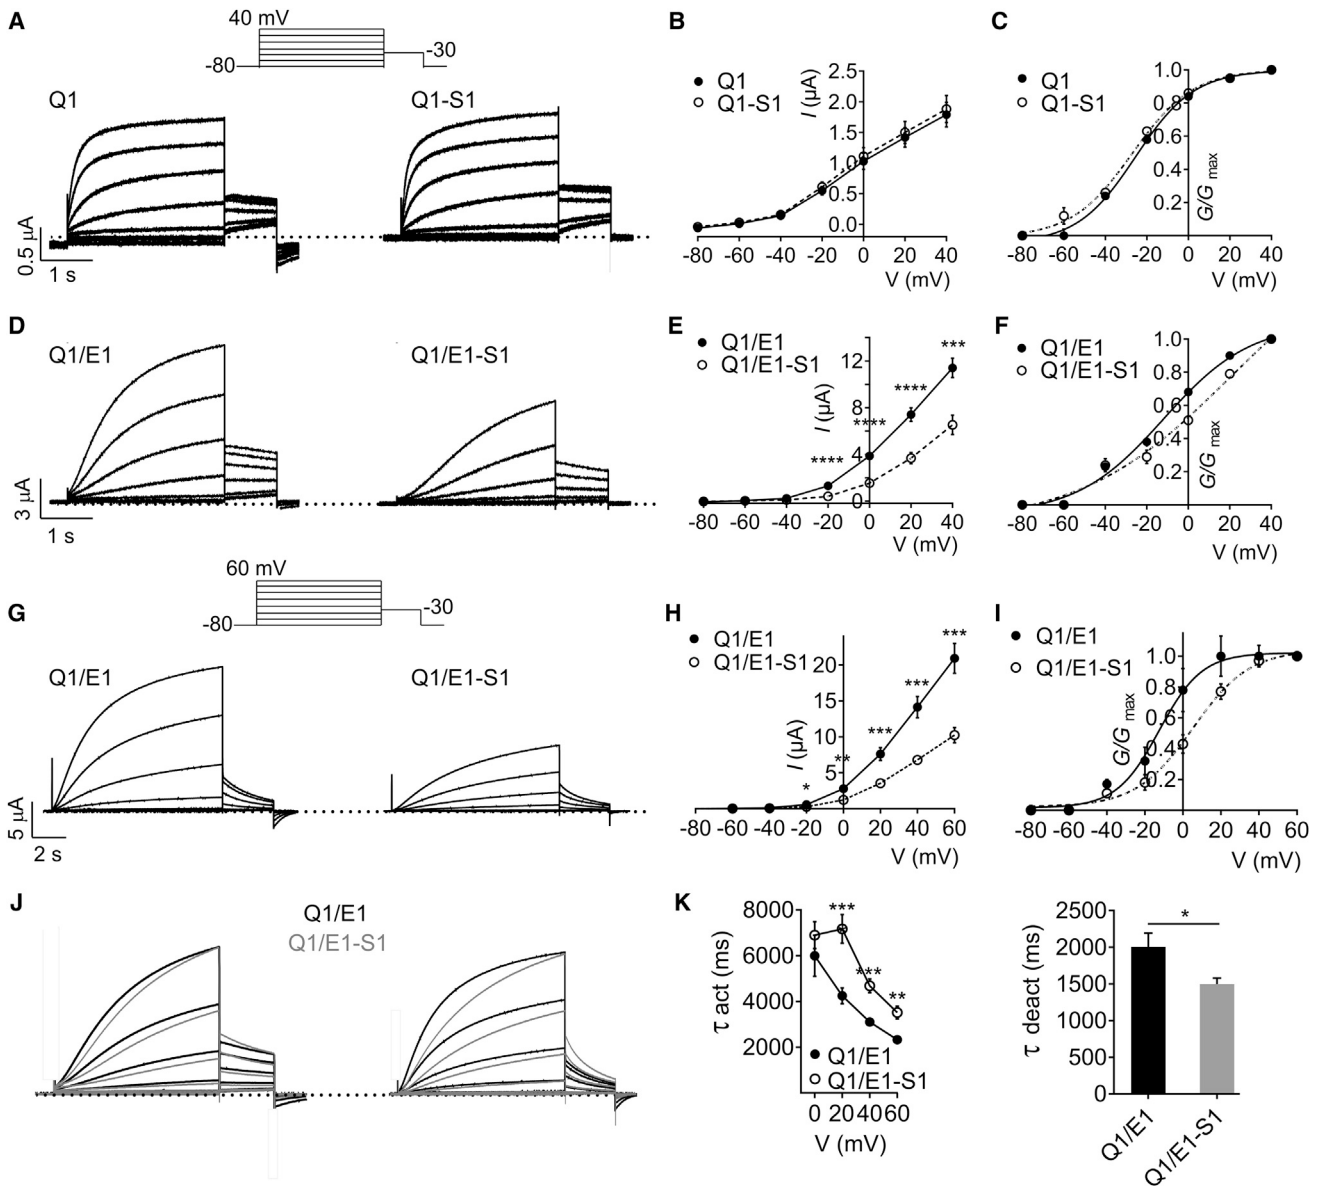 A
40 mV
-80
-30
Q1
Q1-S1
0.5 µA
1 s
B
Q1
Q1-S1
I (µA)
2.5
2.0
1.5
1.0
0.5
0.0
-80 -60 -40 -20 0 20 40
V (mV)
C
Q1
Q1-S1
1.0
0.8
0.6
0.4
0.2
G/G max
-80 -60 -40 -20 0 20 40
V (mV)
D
Q1/E1
Q1/E1-S1
3 µA
1 s
E
Q1/E1
Q1/E1-S1
I (µA)
12
8
4
0
****
****
****
***
-80 -60 -40 -20 0 20 40
V (mV)
F
Q1/E1
Q1/E1-S1
1.0
0.8
0.6
0.4
0.2
G/G max
-80 -60 -40 -20 0 20 40
V (mV)
G
60 mV
-80
-30
Q1/E1
Q1/E1-S1
5 µA
2 s
H
Q1/E1
Q1/E1-S1
I (µA)
20
15
10
5
*
**
***
***
***
-80 -60 -40 -20 0 20 40 60
V (mV)
I
Q1/E1
Q1/E1-S1
1.0
0.8
0.6
0.4
0.2
G/G max
-80 -60 -40 -20 0 20 40 60
V (mV)
J
Q1/E1
Q1/E1-S1
K
τ act (ms)
8000
6000
4000
2000
***
***
**
Q1/E1
Q1/E1-S1
0 20 40 60
V (mV)
τ deact (ms)
2500
2000
1500
1000
500
0
*
Q1/E1
Q1/E1-S1